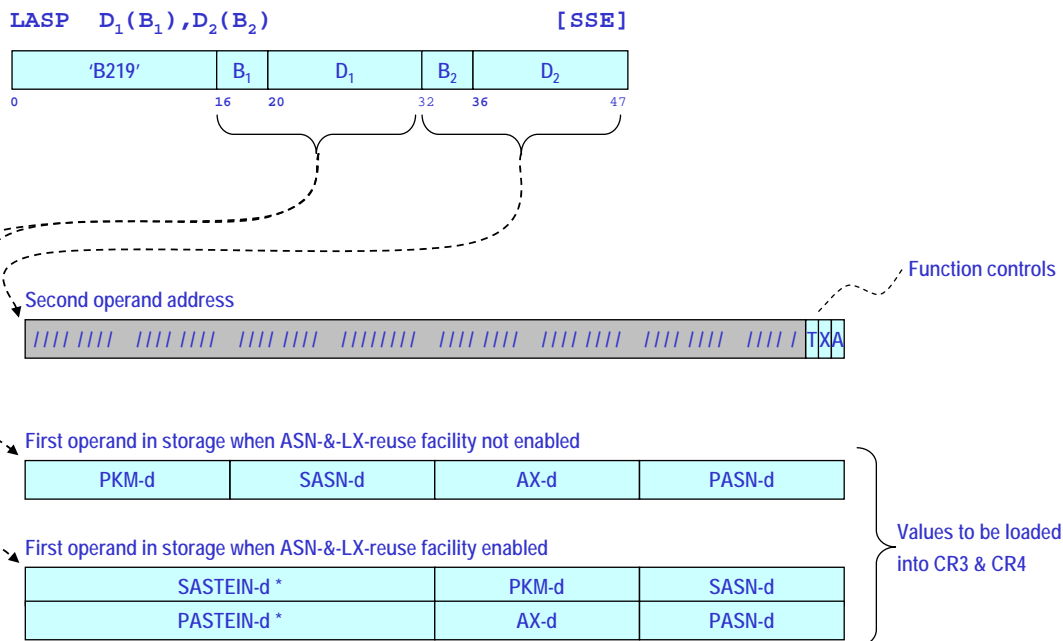 LASP D1(B1),D2(B2) [SSE]
‘B219’ B1 D1 B2 D2
0 16 20 32 36 47
Function controls
Second operand address
//// //// //// //// //// //// //////// //// //// //// //// //// //// ///// / T X A
First operand in storage when ASN-&-LX-reuse facility not enabled
PKM-d SASN-d AX-d PASN-d
Values to be loaded
into CR3 & CR4
First operand in storage when ASN-&-LX-reuse facility enabled
SASTEIN-d * PKM-d SASN-d
PASTEIN-d * AX-d PASN-d